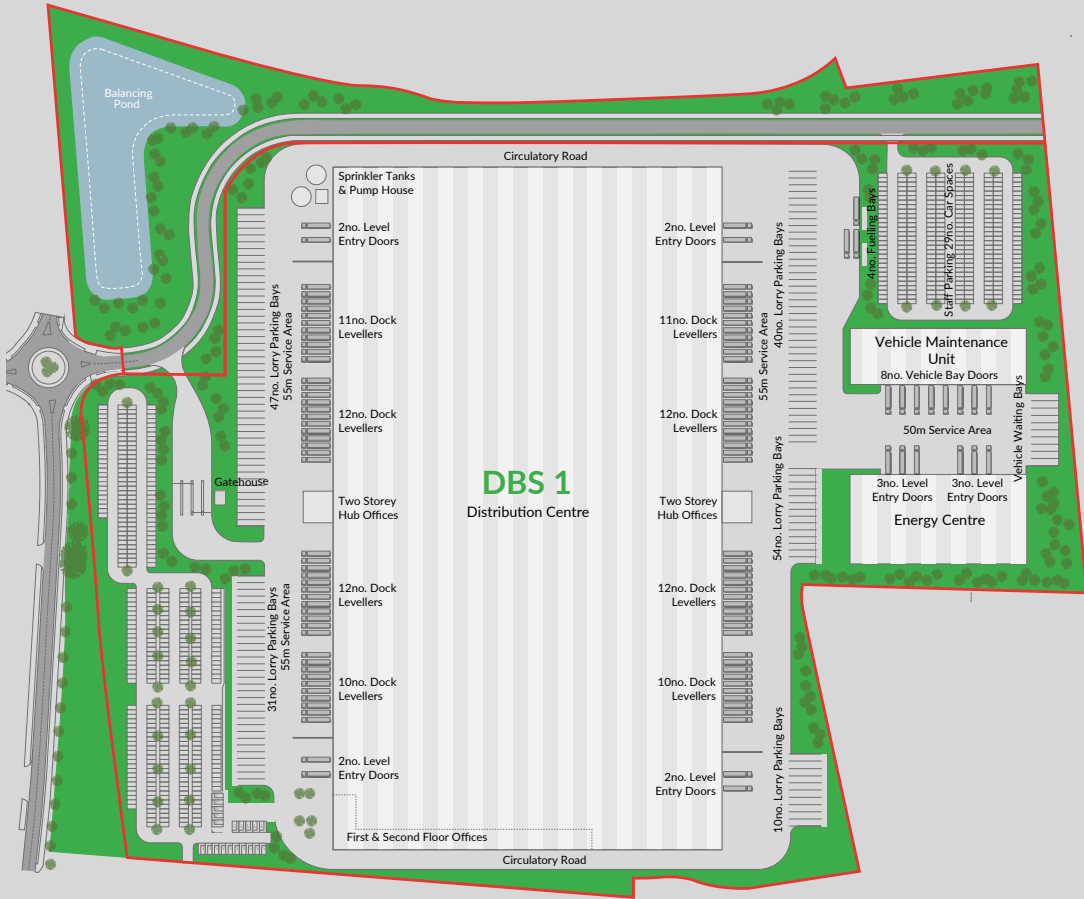 Balancing
Pond
Circulatory Road
Sprinkler Tanks
& Pump House
2no. Level
Entry Doors
2no. Level
Entry Doors
4no. Fuelling Bays
Staff Parking 29no. Car Spaces
40no. Lorry Parking Bays
55m Service Area
47no. Lorry Parking Bays
55m Service Area
11no. Dock
Levellers
11no. Dock
Levellers
Vehicle Maintenance
Unit
8no. Vehicle Bay Doors
12no. Dock
Levellers
12no. Dock
Levellers
50m Service Area
Vehicle Waiting Bays
Gatehouse
DBS 1
Distribution Centre
Two Storey
Hub Offices
Two Storey
Hub Offices
54no. Lorry Parking Bays
3no. Level
Entry Doors
3no. Level
Entry Doors
Energy Centre
12no. Dock
Levellers
12no. Dock
Levellers
31no. Lorry Parking Bays
55m Service Area
10no. Dock
Levellers
10no. Dock
Levellers
10no. Lorry Parking Bays
2no. Level
Entry Doors
2no. Level
Entry Doors
First & Second Floor Offices
Circulatory Road